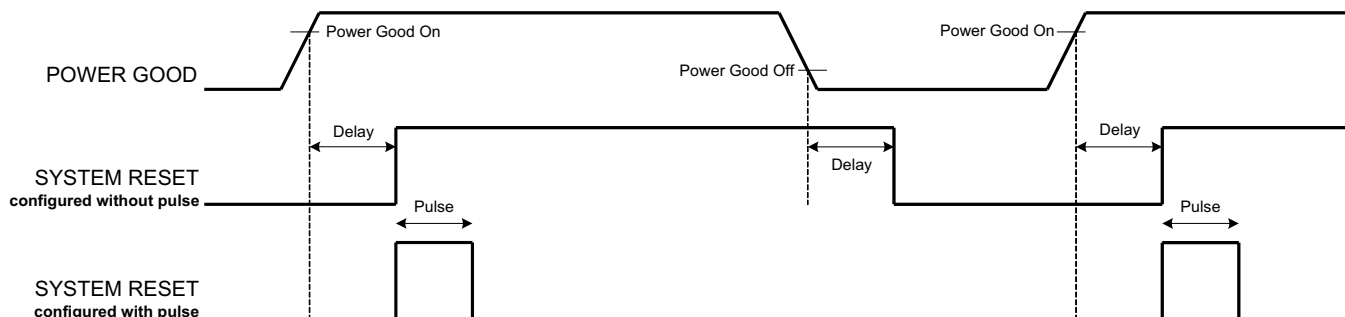 Power Good On
Power Good On
POWER GOOD
Power Good Off
Delay
Delay
Delay
SYSTEM RESET
configured without pulse
Pulse
Pulse
SYSTEM RESET
configured with pulse